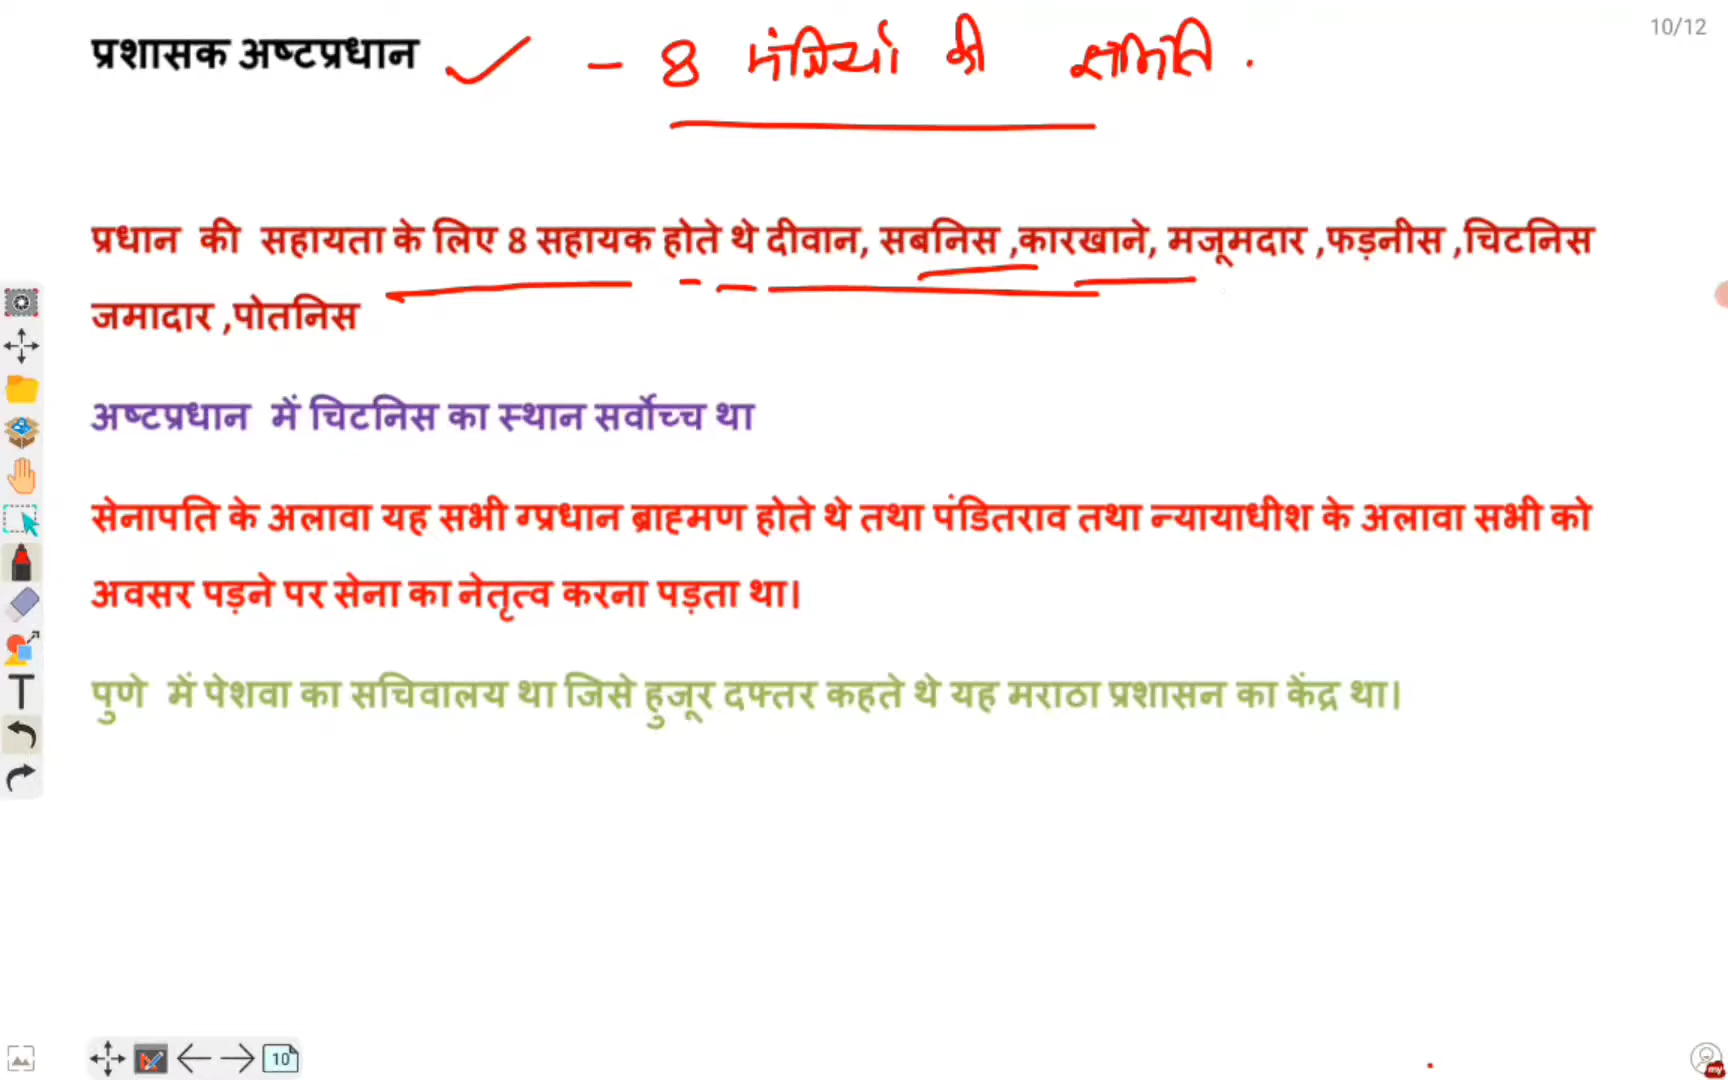 10/12
प्रशासक अष्टप्रधान - 8 मंत्रियों की समिति.
प्रधान की सहायता के लिए 8 सहायक होते थे दीवान, सबनिस ,कारखाने, मजूमदार ,फड़नीस ,चिटनिस
जमादार ,पोतनिस
अष्टप्रधान में चिटनिस का स्थान सर्वोच्च था
सेनापति के अलावा यह सभी ग्प्रधान ब्राह्मण होते थे तथा पंडितराव तथा न्यायाधीश के अलावा सभी को
अवसर पड़ने पर सेना का नेतृत्व करना पड़ता था।
पुणे में पेशवा का सचिवालय था जिसे हुजूर दफ्तर कहते थे यह मराठा प्रशासन का केंद्र था।
T
10
my